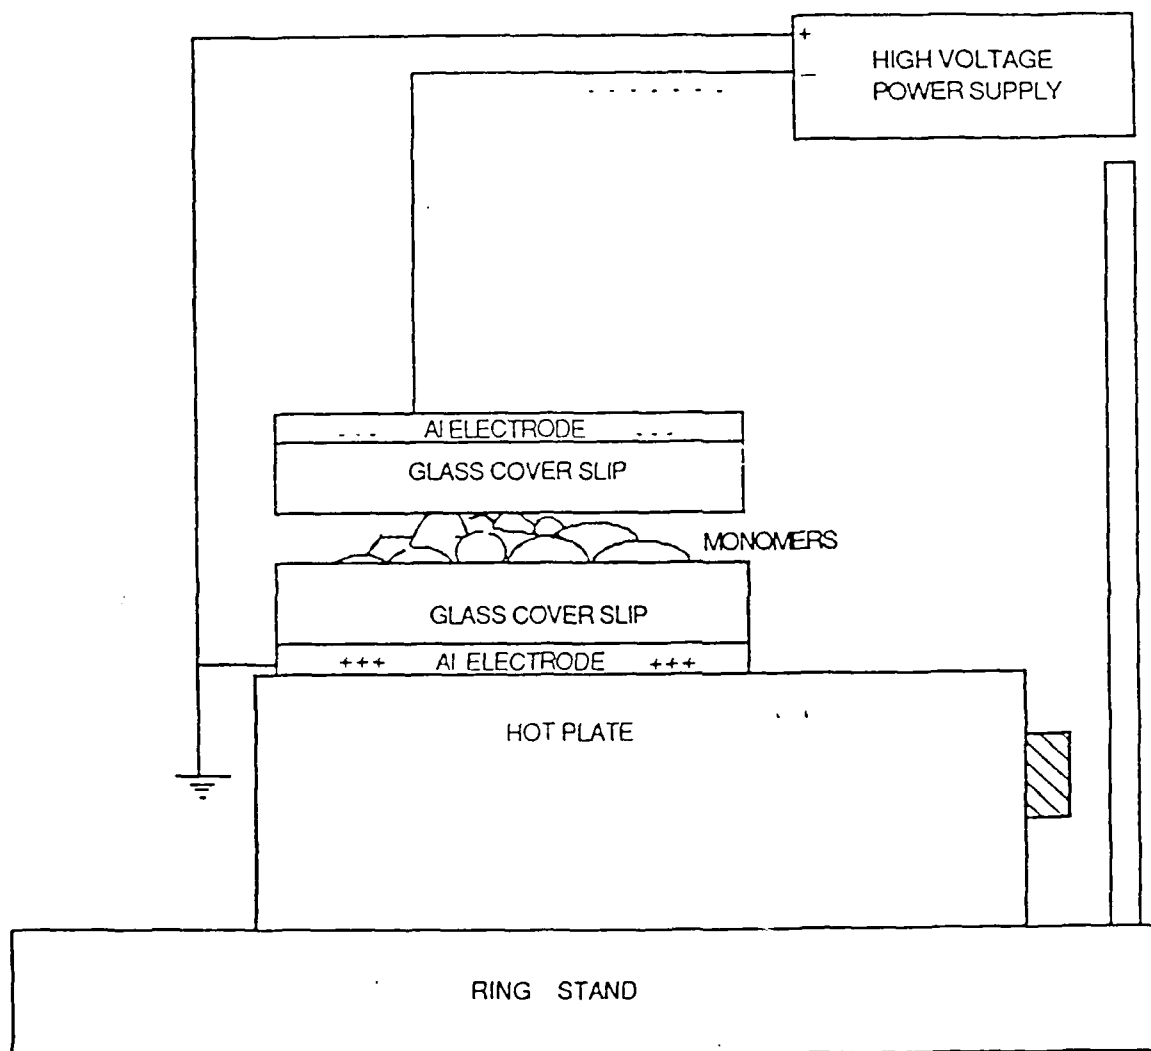 +
HIGH VOLTAGE
POWER SUPPLY
−
- - - - - - -
- - - Al ELECTRODE - - -
GLASS COVER SLIP
MONOMERS
GLASS COVER SLIP
+++ Al ELECTRODE +++
HOT PLATE
RING STAND